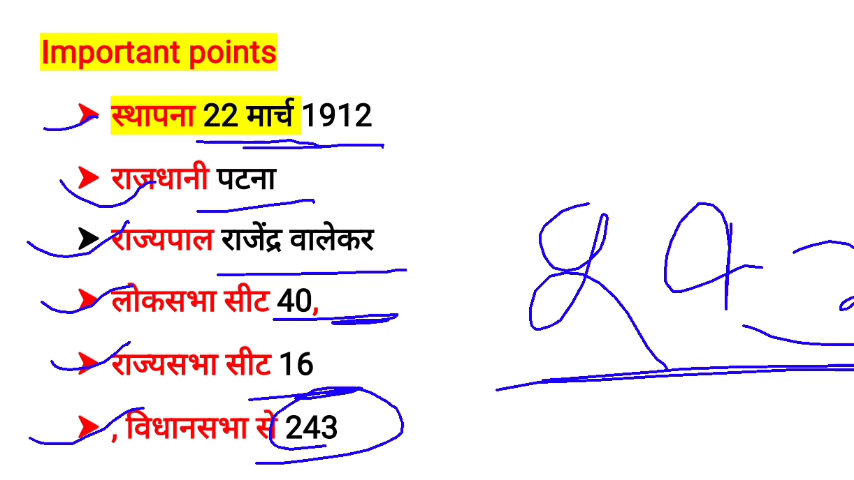 Important points
➤ स्थापना 22 मार्च 1912
➤ राजधानी पटना
➤ राज्यपाल राजेंद्र वालेकर
➤ लोकसभा सीट 40,
➤ राज्यसभा सीट 16
➤ , विधानसभा से 243